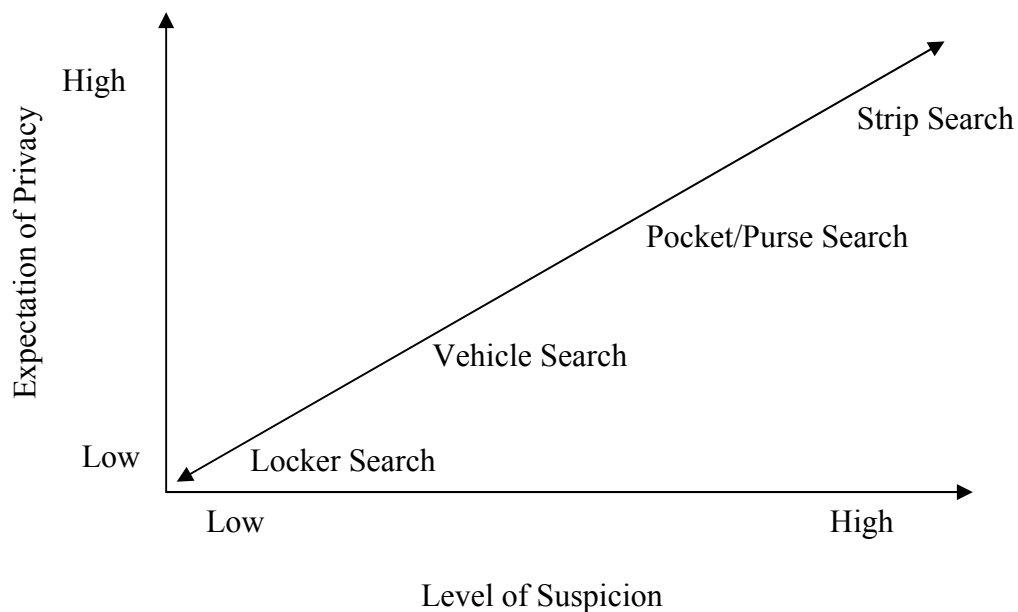 High
Strip Search
Expectation of Privacy
Pocket/Purse Search
Vehicle Search
Low
Locker Search
Low
High
Level of Suspicion